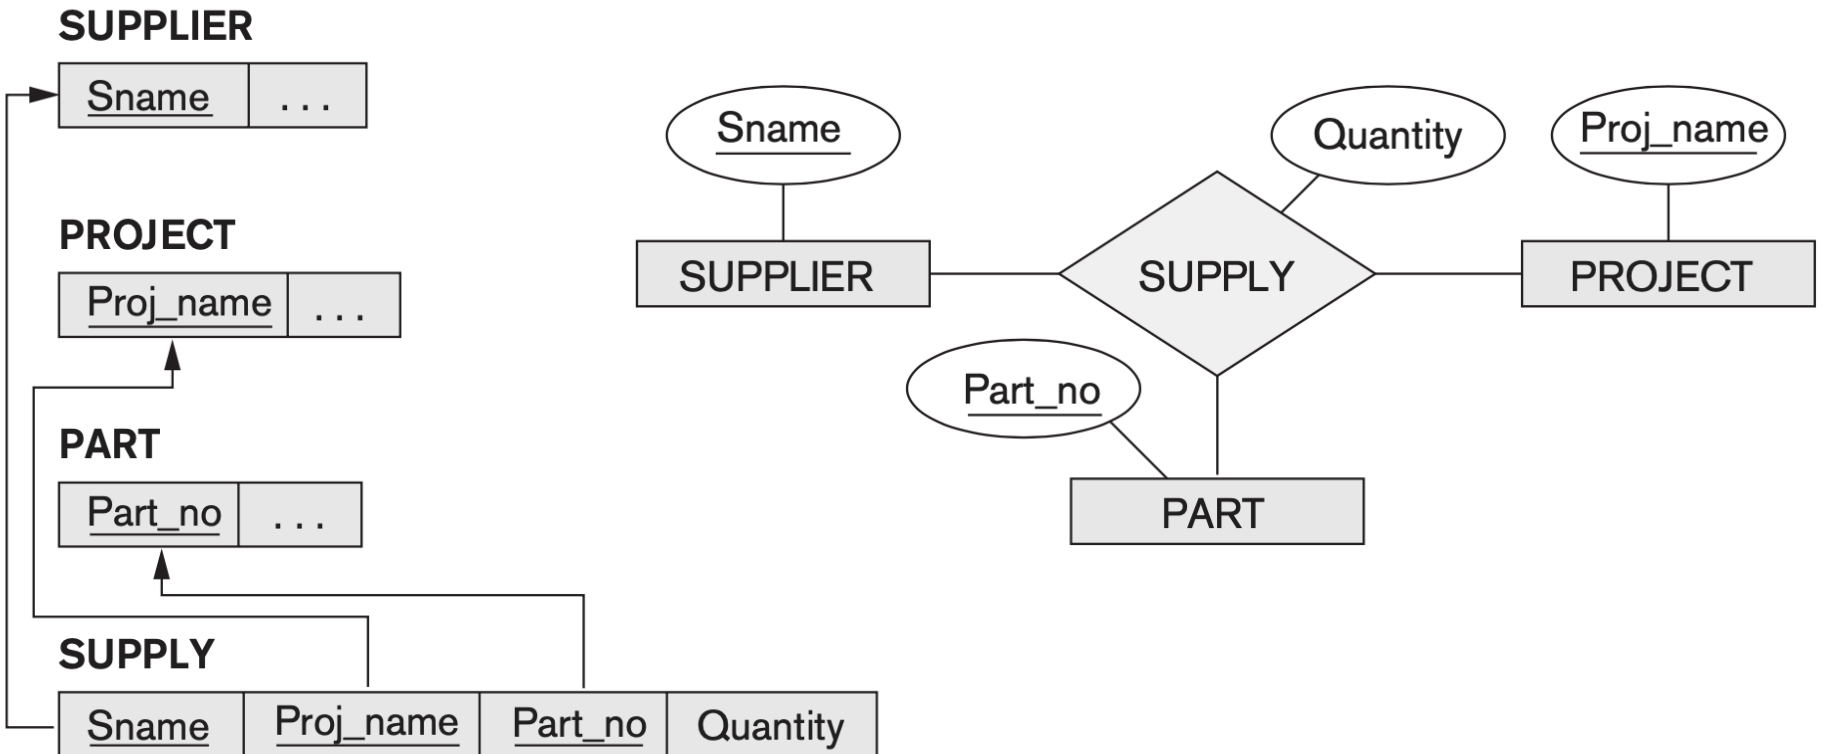 SUPPLIER
Sname ...
PROJECT
Proj_name ...
PART
Part_no ...
SUPPLY
Sname Proj_name Part_no Quantity
Sname
Quantity
Proj_name
SUPPLIER
SUPPLY
PROJECT
Part_no
PART